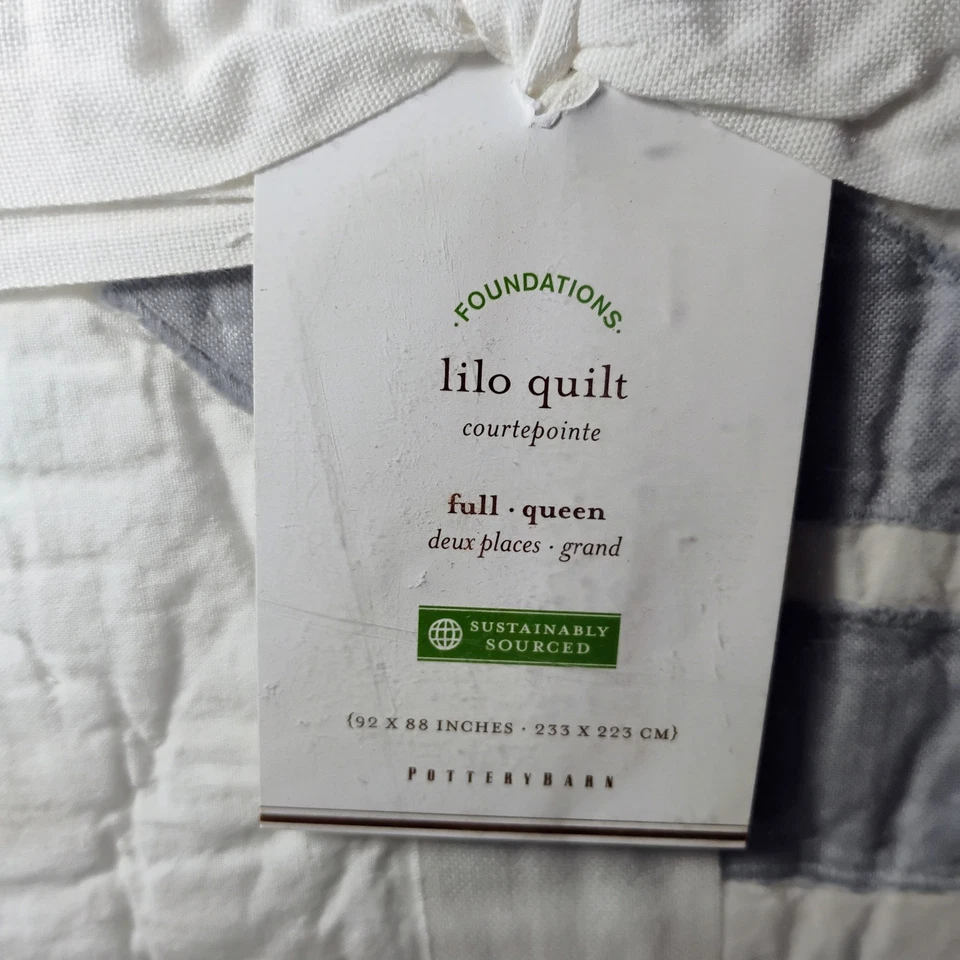 ·FOUNDATIONS·
lilo quilt
courtepointe
full · queen
deux places · grand
SUSTAINABLY
SOURCED
{92 X 88 INCHES · 233 X 223 CM}
POTTERYBARN